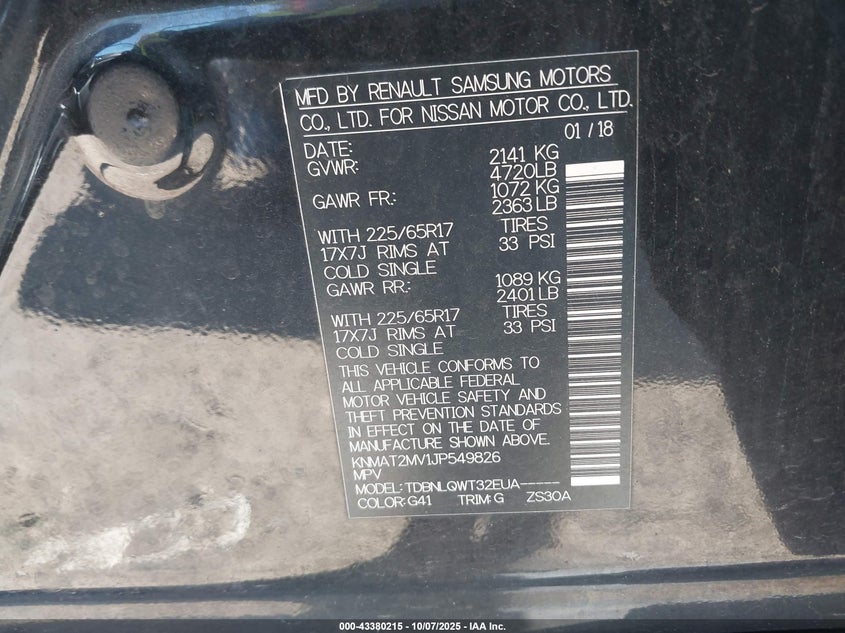 MFD BY RENAULT SAMSUNG MOTORS
CO., LTD. FOR NISSAN MOTOR CO., LTD.
DATE: 01 / 18
GVWR: 2141 KG
4720LB
GAWR FR: 1072 KG
2363LB
WITH 225/65R17 TIRES
17X7J RIMS AT 33 PSI
COLD SINGLE
GAWR RR: 1089 KG
2401LB
WITH 225/65R17 TIRES
17X7J RIMS AT 33 PSI
COLD SINGLE
THIS VEHICLE CONFORMS TO
ALL APPLICABLE FEDERAL
MOTOR VEHICLE SAFETY AND
THEFT PREVENTION STANDARDS
IN EFFECT ON THE DATE OF
MANUFACTURE SHOWN ABOVE.
KNMAT2MV1JP549826
MPV
MODEL: TDBNLQWT32EUA-----
COLOR: G41 TRIM: G ZS30A
000-43380215 - 10/07/2025 - IAA Inc.